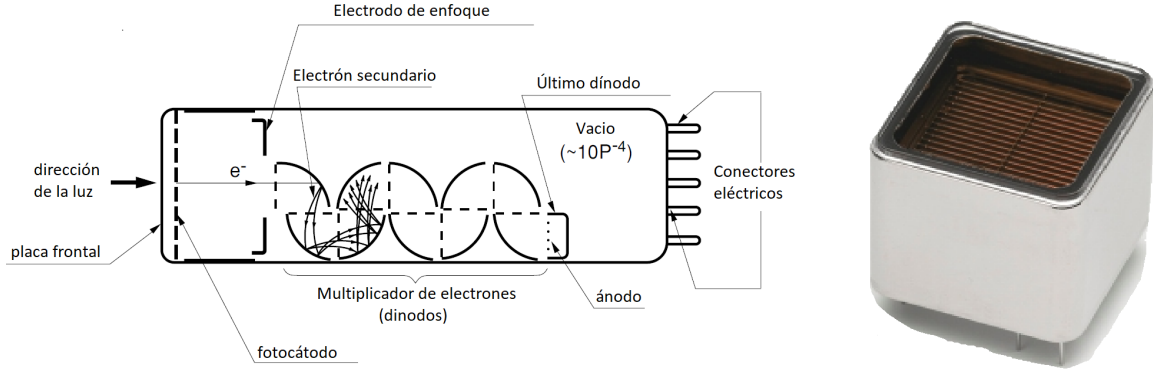 Electrodo de enfoque
Electrón secundario
Último dínodo
Vacio
(~10P⁻⁴)
dirección
de la luz
e⁻
Conectores
eléctricos
placa frontal
Multiplicador de electrones
(dinodos)
ánodo
fotocátodo